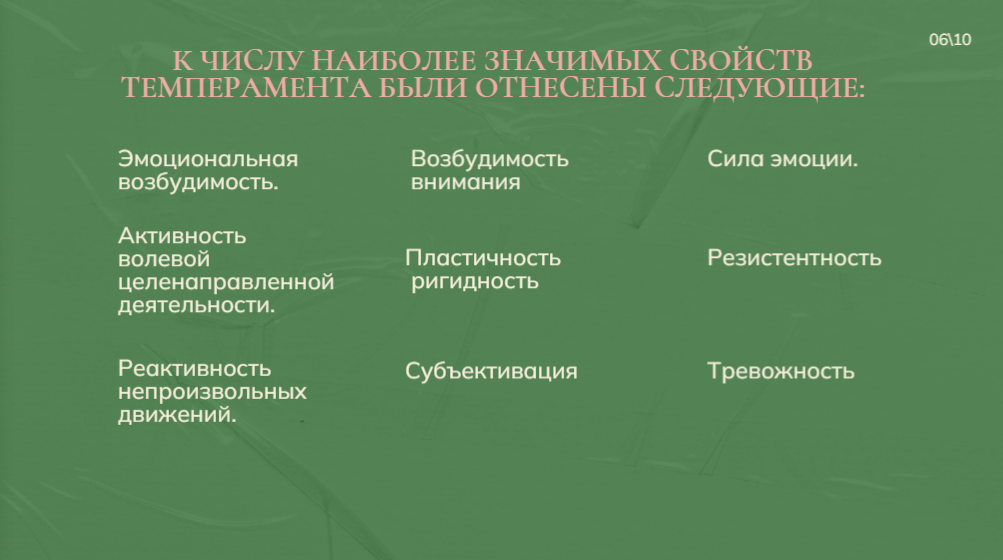 06\10
К ЧИСЛУ НАИБОЛЕЕ ЗНАЧИМЫХ СВОЙСТВ
ТЕМПЕРАМЕНТА БЫЛИ ОТНЕСЕНЫ СЛЕДУЮЩИЕ:
Эмоциональная
возбудимость.
Возбудимость
внимания
Сила эмоции.
Активность
волевой
целенаправленной
деятельности.
Пластичность
ригидность
Резистентность
Реактивность
непроизвольных
движений.
Субъективация
Тревожность